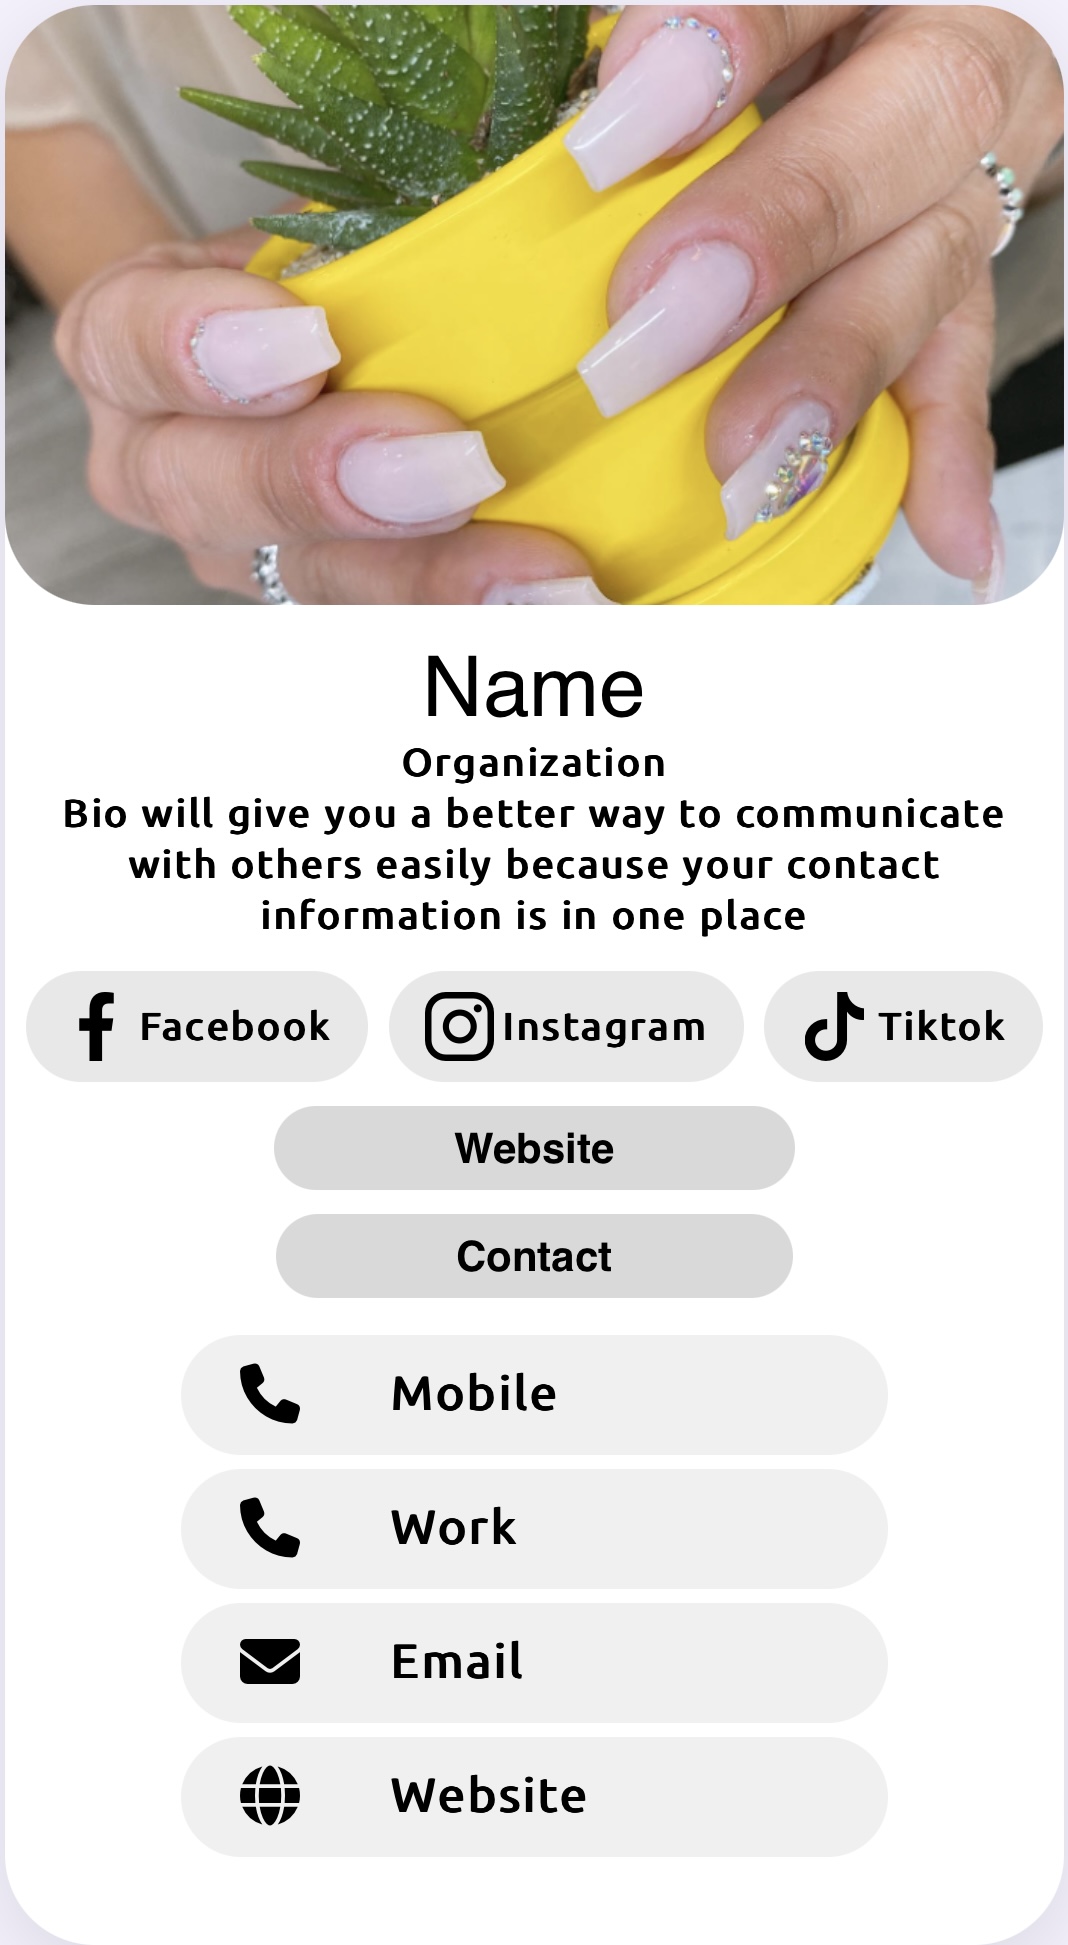 Name
Organization
Bio will give you a better way to communicate
with others easily because your contact
information is in one place
Facebook
Instagram
Tiktok
Website
Contact
Mobile
Work
Email
Website